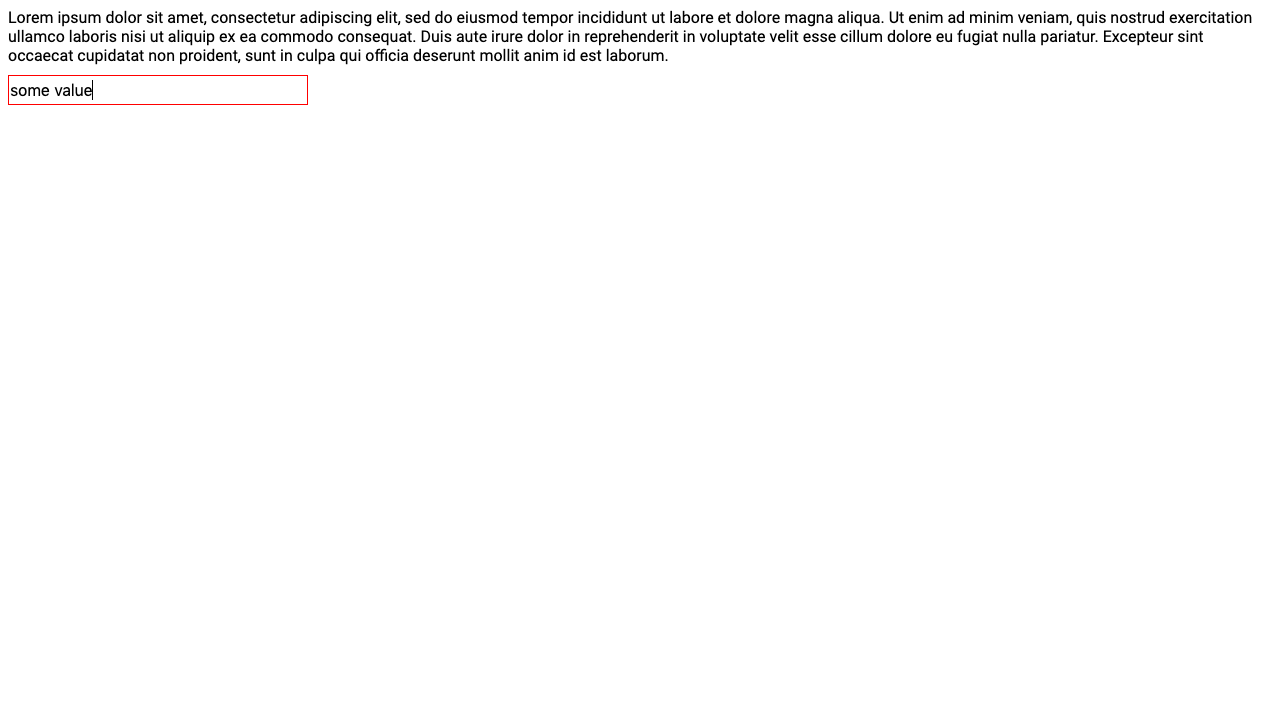 Lorem ipsum dolor sit amet, consectetur adipiscing elit, sed do eiusmod tempor incididunt ut labore et dolore magna aliqua. Ut enim ad minim veniam, quis nostrud exercitation
ullamco laboris nisi ut aliquip ex ea commodo consequat. Duis aute irure dolor in reprehenderit in voluptate velit esse cillum dolore eu fugiat nulla pariatur. Excepteur sint
occaecat cupidatat non proident, sunt in culpa qui officia deserunt mollit anim id est laborum.
some value